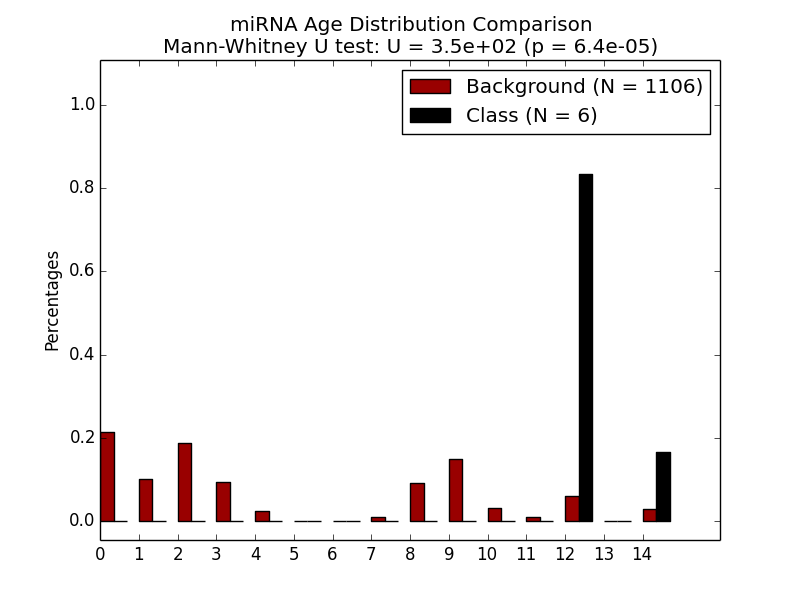 miRNA Age Distribution Comparison
Mann-Whitney U test: U = 3.5e+02 (p = 6.4e-05)
Background (N = 1106)
Class (N = 6)
Percentages
1.0
0.8
0.6
0.4
0.2
0.0
0 1 2 3 4 5 6 7 8 9 10 11 12 13 14